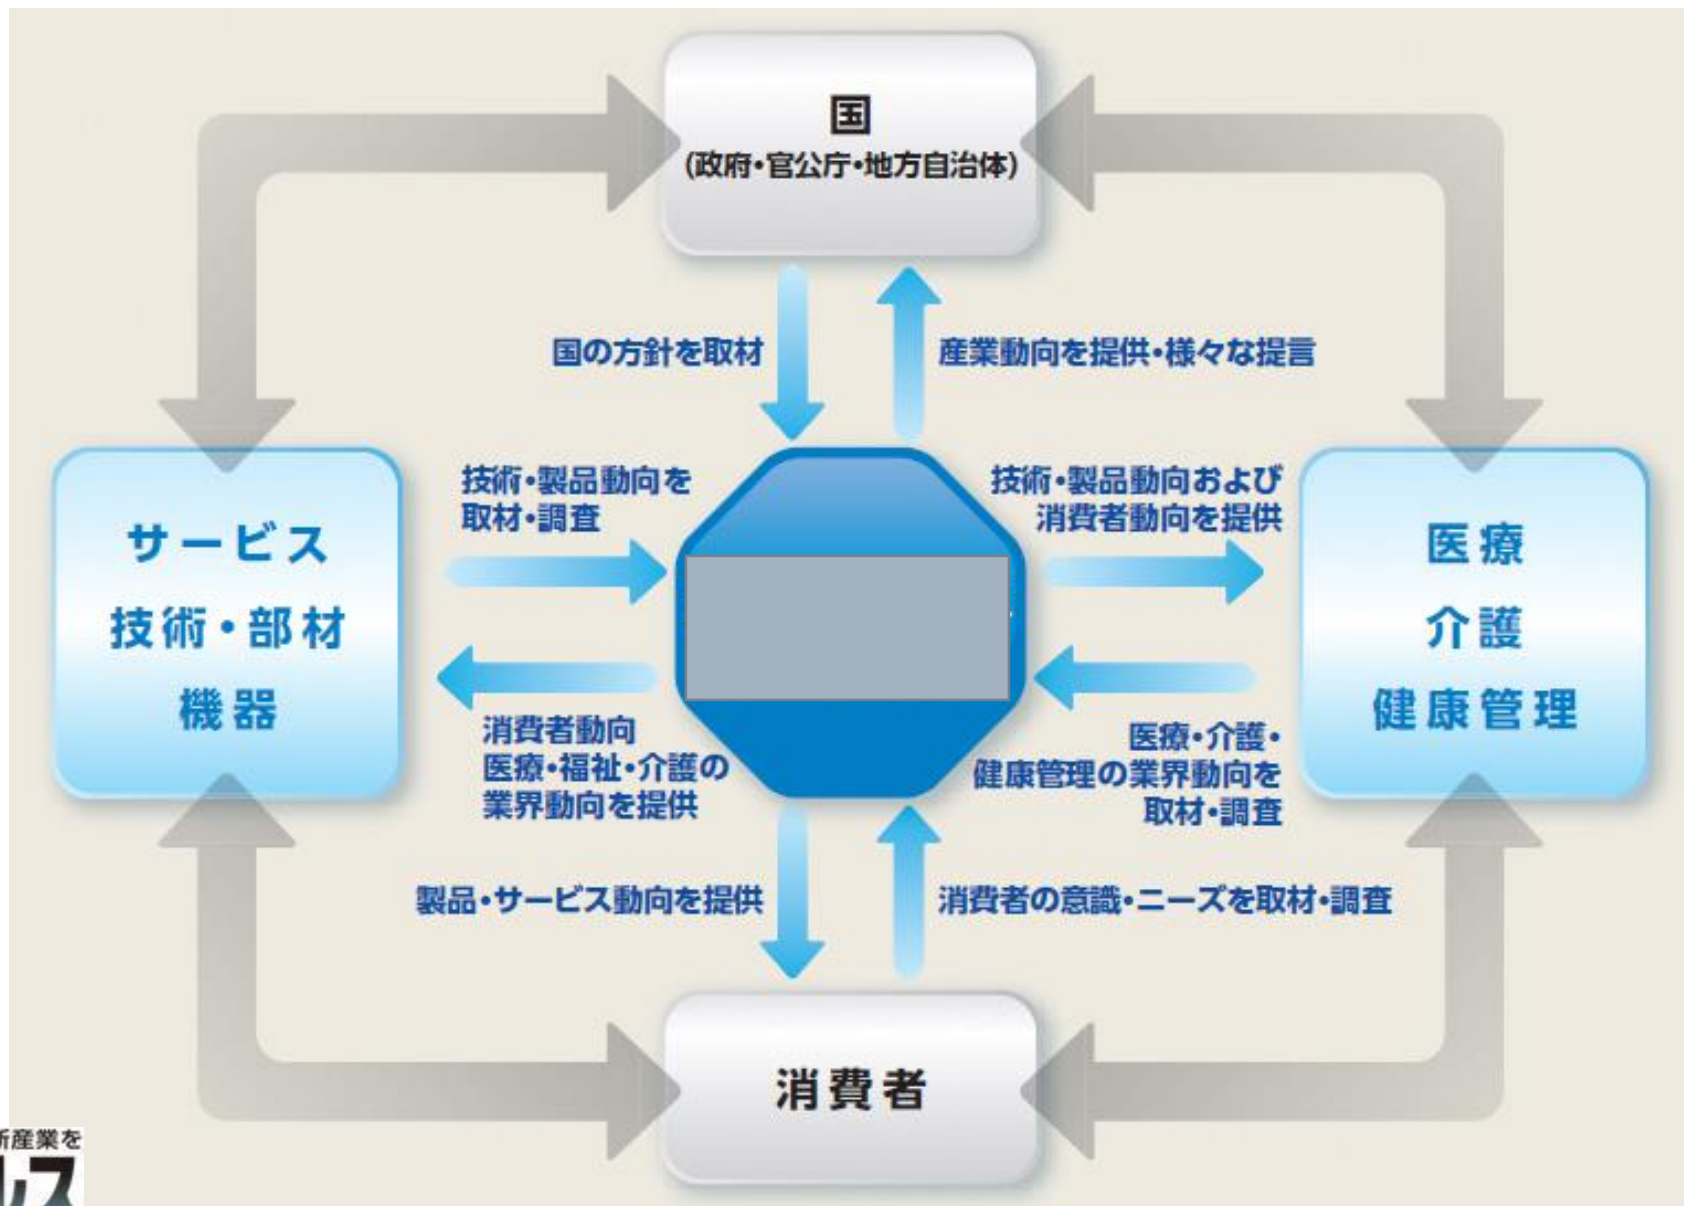 国
(政府・官公庁・地方自治体)
国の方針を取材
産業動向を提供・様々な提言
技術・製品動向を
取材・調査
技術・製品動向および
消費者動向を提供
サービス
技術・部材
機器
医療
介護
健康管理
消費者動向
医療・福祉・介護の
業界動向を提供
医療・介護・
健康管理の業界動向を
取材・調査
製品・サービス動向を提供
消費者の意識・ニーズを取材・調査
消費者
産業を
ルス